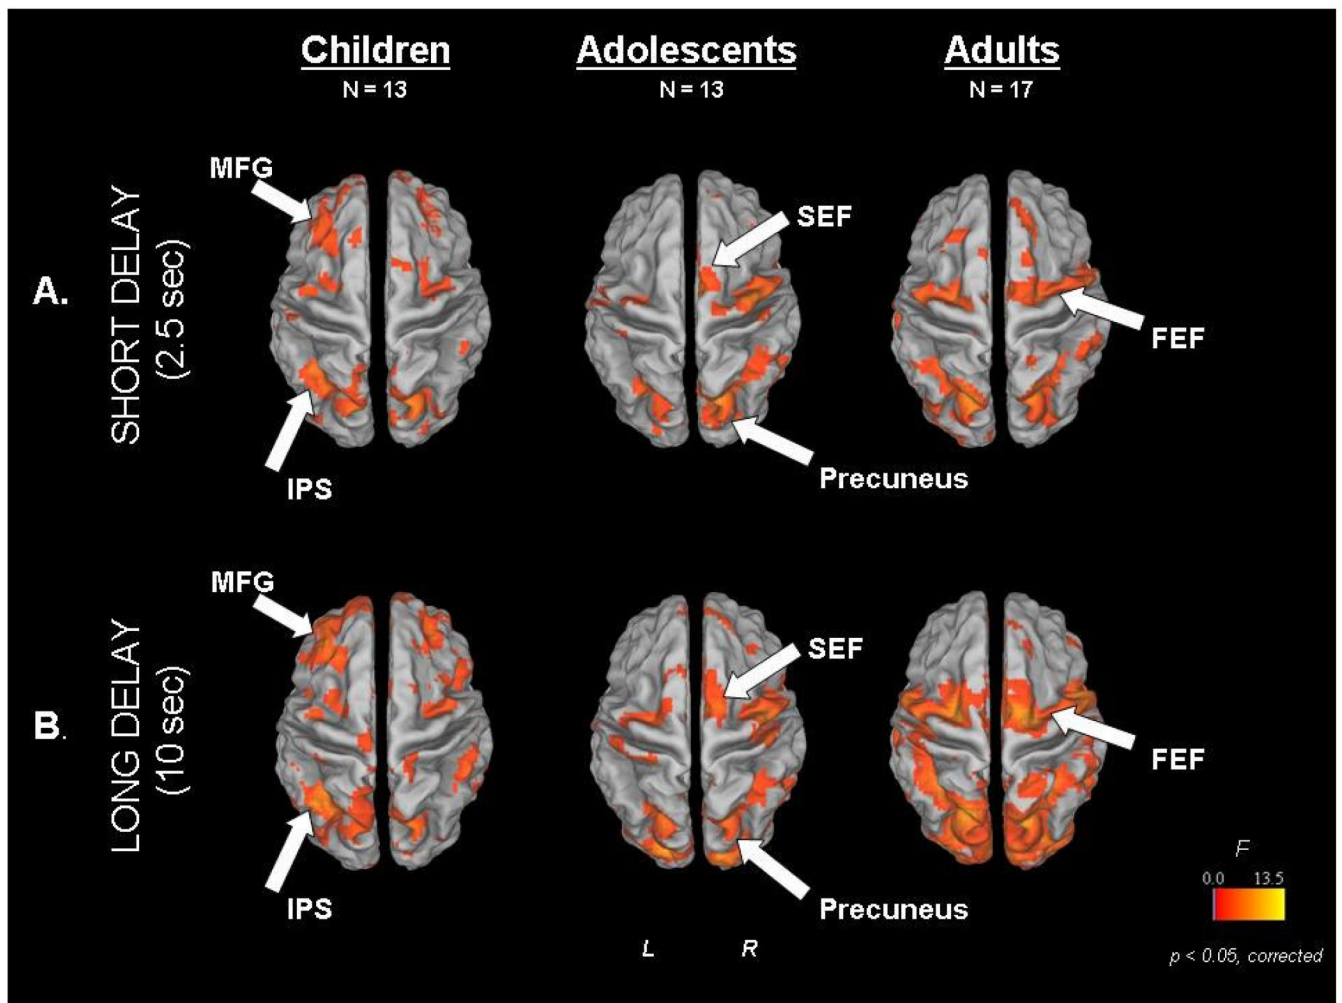 Children
N = 13
Adolescents
N = 13
Adults
N = 17
A.
SHORT DELAY
(2.5 sec)
MFG
SEF
FEF
IPS
Precuneus
B.
LONG DELAY
(10 sec)
MFG
SEF
FEF
IPS
Precuneus
L
R
F
0.0 13.5
p < 0.05, corrected